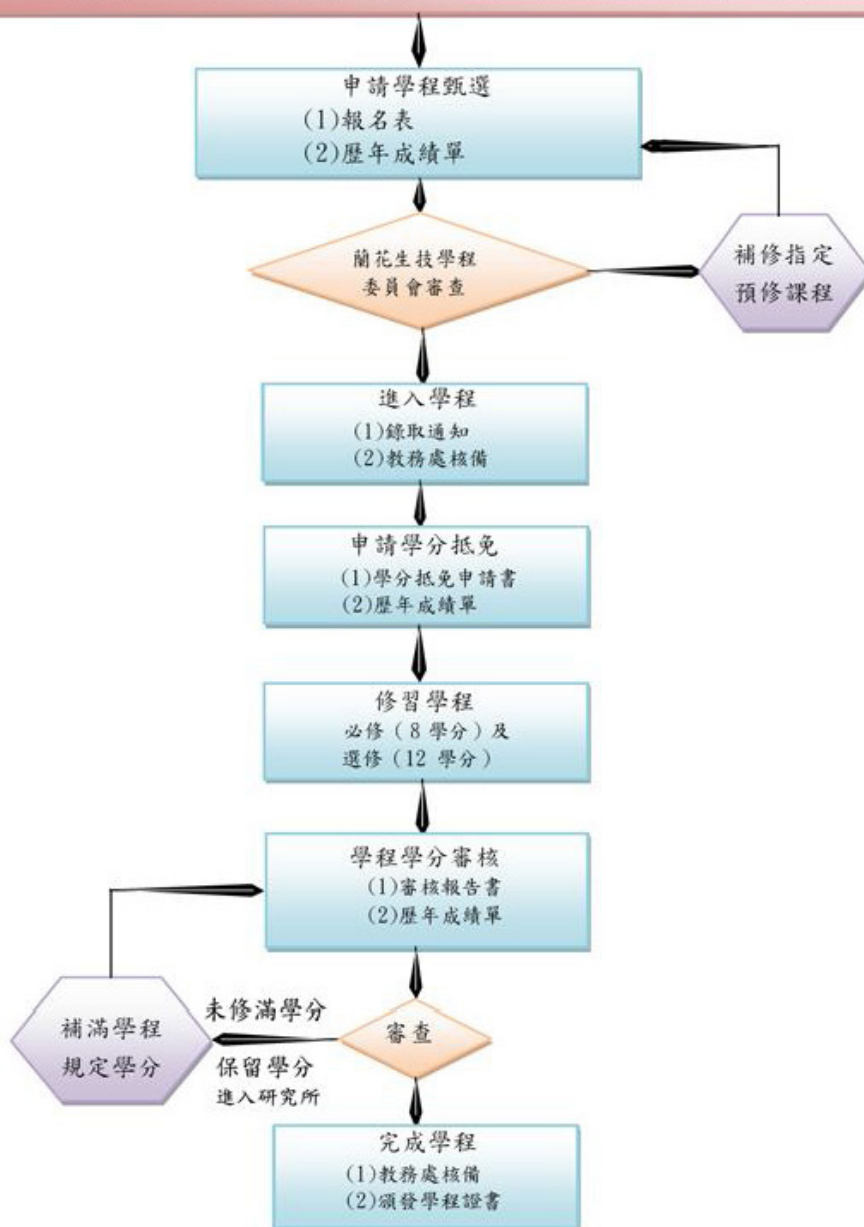 申請學程甄選
(1)報名表
(2)歷年成績單
蘭花生技學程
委員會審查
補修指定
預修課程
進入學程
(1)錄取通知
(2)教務處核備
申請學分抵免
(1)學分抵免申請書
(2)歷年成績單
修習學程
必修（8 學分）及
選修（12 學分）
學程學分審核
(1)審核報告書
(2)歷年成績單
審查
未修滿學分
保留學分
進入研究所
補滿學程
規定學分
完成學程
(1)教務處核備
(2)頒發學程證書